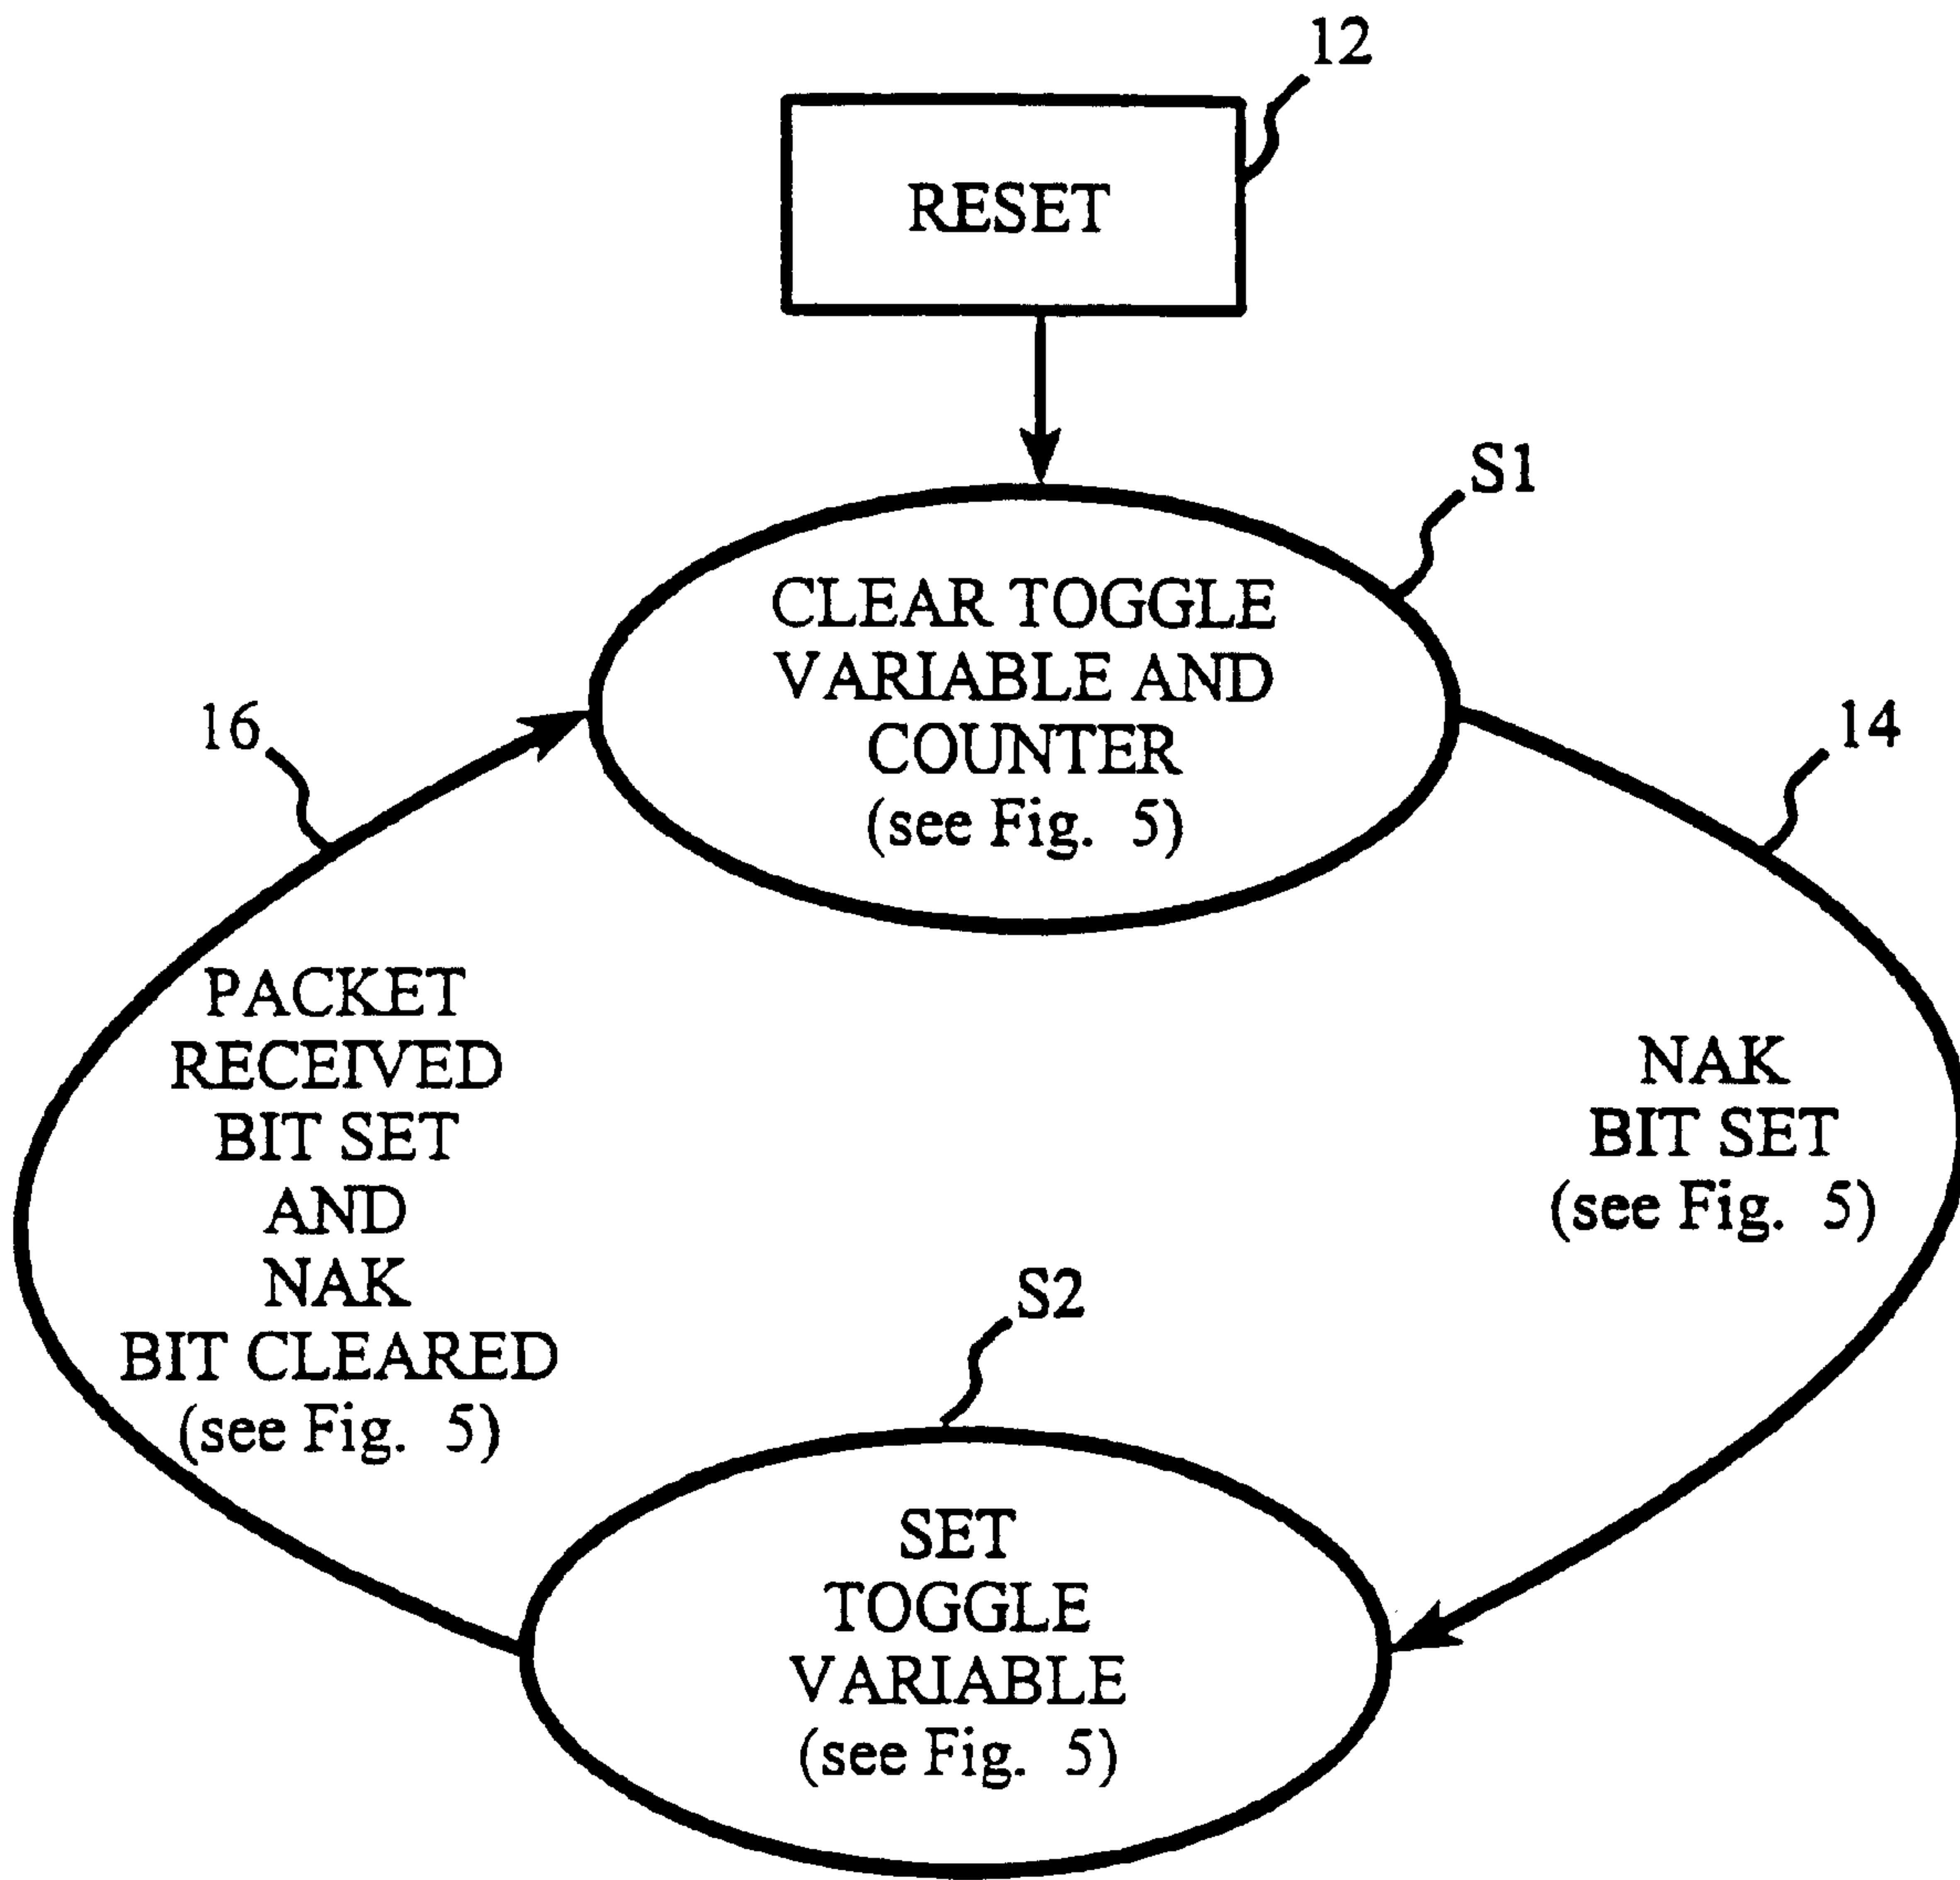 12
RESET
S1
CLEAR TOGGLE
VARIABLE AND
COUNTER
(see Fig. 5)
16
14
PACKET
RECEIVED
BIT SET
AND
NAK
BIT CLEARED
(see Fig. 5)
NAK
BIT SET
(see Fig. 5)
S2
SET
TOGGLE
VARIABLE
(see Fig. 5)